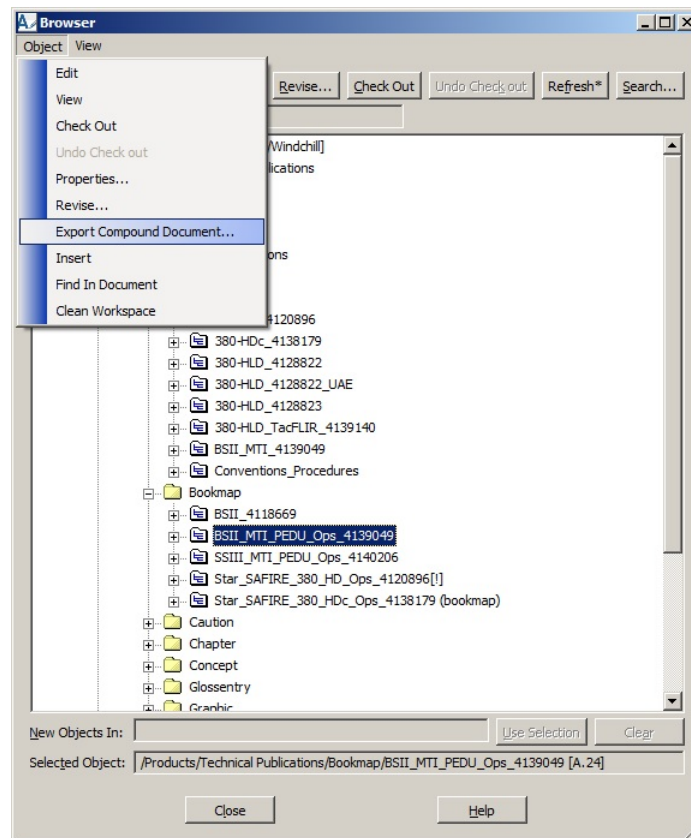 Browser
Object View
Edit
View
Check Out
Undo Check out
Properties...
Revise...
Export Compound Document...
Insert
Find In Document
Clean Workspace
Revise... Check Out Undo Check out Refresh* Search...
/Windchill]
lications
ons
4120896
380-HDc_4138179
380-HLD_4128822
380-HLD_4128822_UAE
380-HLD_4128823
380-HLD_TacFLIR_4139140
BSII_MTI_4139049
Conventions_Procedures
Bookmap
BSII_4118669
BSII_MTI_PEDU_Ops_4139049
SSIII_MTI_PEDU_Ops_4140206
Star_SAFIRE_380_HD_Ops_4120896[!]
Star_SAFIRE_380_HDc_Ops_4138179 (bookmap)
Caution
Chapter
Concept
Glossentry
Graphic
New Objects In: Use Selection Clear
Selected Object: /Products/Technical Publications/Bookmap/BSII_MTI_PEDU_Ops_4139049 [A.24]
Close Help